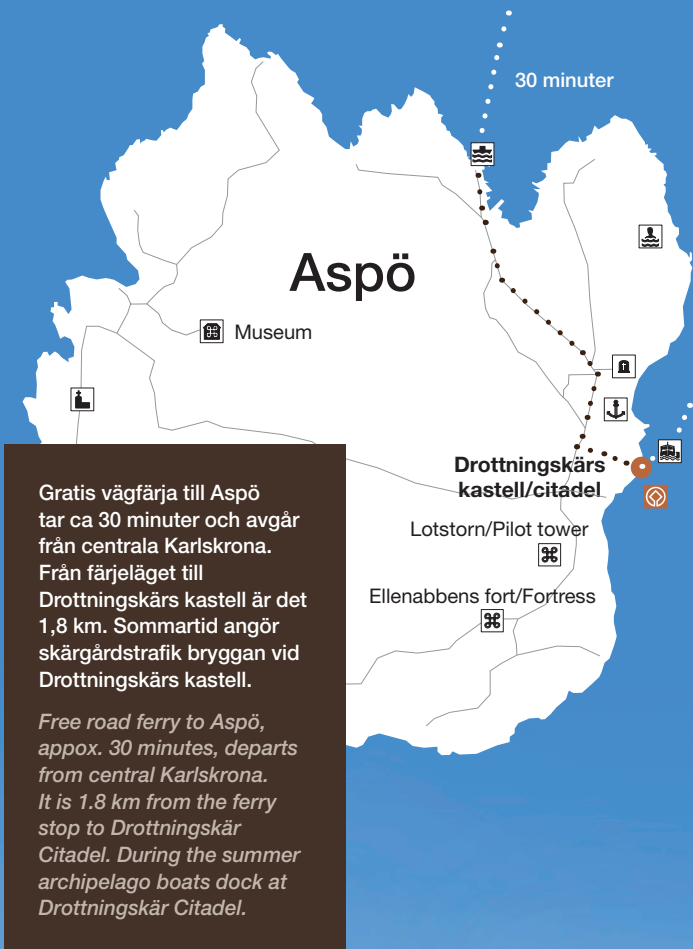 30 minuter
Aspö
Museum
Drottningskärs
kastell/citadel
Lotstorn/Pilot tower
Ellenabbens fort/Fortress
Gratis vägfärja till Aspö
tar ca 30 minuter och avgår
från centrala Karlskrona.
Från färjeläget till
Drottningskärs kastell är det
1,8 km. Sommartid angör
skärgårdstrafik bryggan vid
Drottningskärs kastell.
Free road ferry to Aspö,
appox. 30 minutes, departs
from central Karlskrona.
It is 1.8 km from the ferry
stop to Drottningskär
Citadel. During the summer
archipelago boats dock at
Drottningskär Citadel.